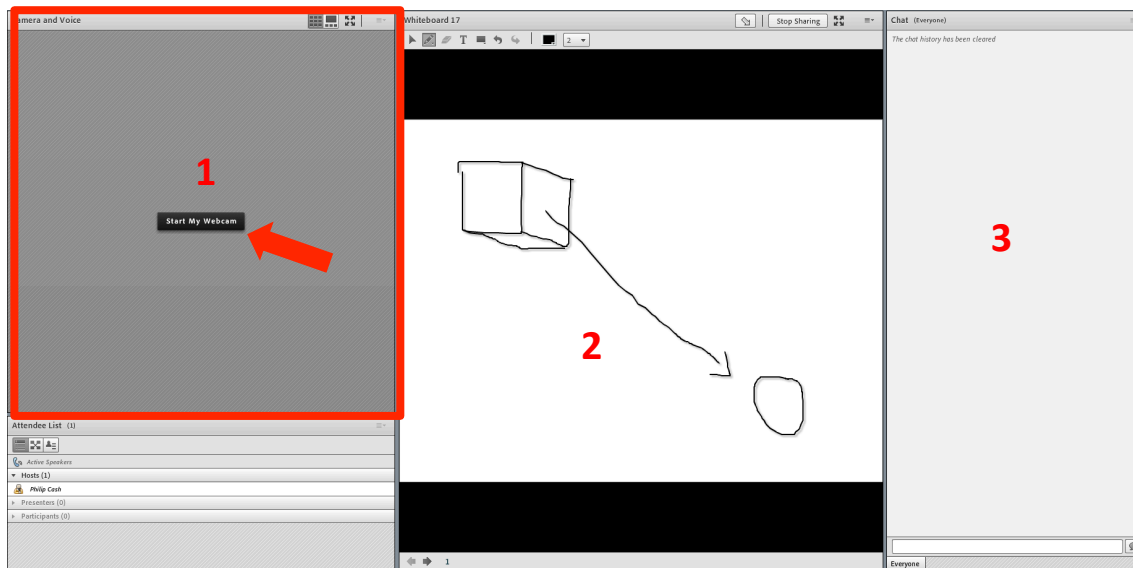 Camera and Voice
1
Start My Webcam
Attendee List (1)
Active Speakers
Hosts (1)
Philip Cash
Presenters (0)
Participants (0)
Whiteboard 17
Stop Sharing
T
2
2
1
Chat (Everyone)
The chat history has been cleared
3
Everyone